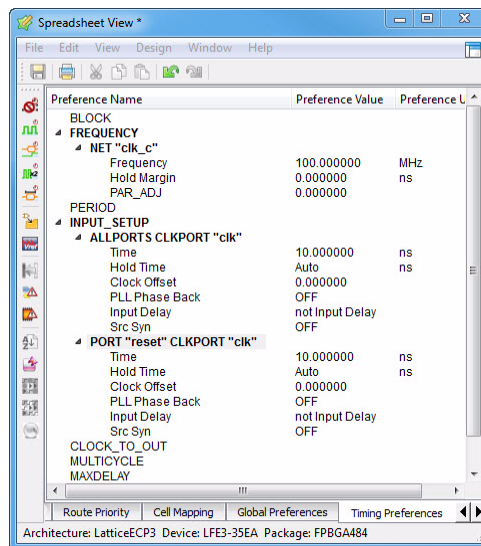 Spreadsheet View *
File Edit View Design Window Help
Preference Name Preference Value Preference U
BLOCK
FREQUENCY
NET "clk_c"
Frequency 100.000000 MHz
Hold Margin 0.000000 ns
PAR_ADJ 0.000000
PERIOD
INPUT_SETUP
ALLPORTS CLKPORT "clk"
Time 10.000000 ns
Hold Time Auto ns
Clock Offset 0.000000
PLL Phase Back OFF
Input Delay not Input Delay
Src Syn OFF
PORT "reset" CLKPORT "clk"
Time 10.000000 ns
Hold Time Auto ns
Clock Offset 0.000000
PLL Phase Back OFF
Input Delay not Input Delay
Src Syn OFF
CLOCK_TO_OUT
MULTICYCLE
MAXDELAY
Route Priority Cell Mapping Global Preferences Timing Preferences
Architecture: LatticeECP3 Device: LFE3-35EA Package: FPBGA484